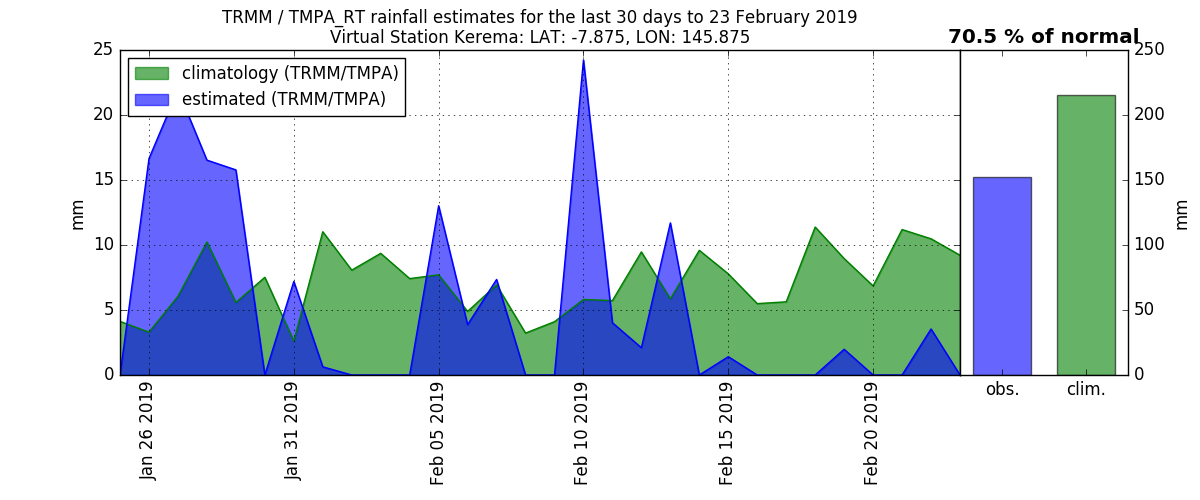 TRMM / TMPA_RT rainfall estimates for the last 30 days to 23 February 2019
Virtual Station Kerema: LAT: -7.875, LON: 145.875
70.5 % of normal
climatology (TRMM/TMPA)
estimated (TRMM/TMPA)
25
20
15
10
5
0
mm
250
200
150
100
50
0
mm
Jan 26 2019
Jan 31 2019
Feb 05 2019
Feb 10 2019
Feb 15 2019
Feb 20 2019
obs.
clim.